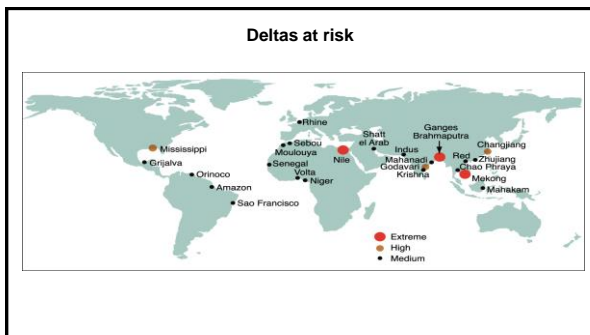 Deltas at risk
Rhine
Ganges
Brahmaputra
Shatt
el Arab
Indus
Mahanadi
Godavari
Krishna
Changjiang
Sebou
Moulouya
Nile
Mississippi
Grijalva
Senegal
Volta
Niger
Red
Zhujiang
Chao Phraya
Mekong
Mahakam
Orinoco
Amazon
Sao Francisco
Extreme
High
Medium